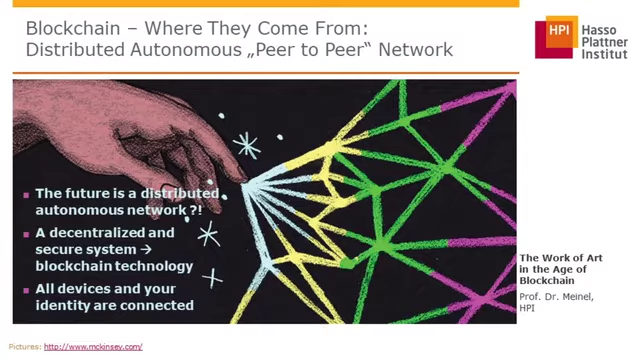 Blockchain – Where They Come From:
Distributed Autonomous „Peer to Peer“ Network
HPI
Hasso
Plattner
Institut
The future is a distributed
autonomous network ?!
A decentralized and
secure system →
blockchain technology
All devices and your
identity are connected
The Work of Art
in the Age of
Blockchain
Prof. Dr. Meinel,
HPI
Pictures: http://www.mckinsey.com/